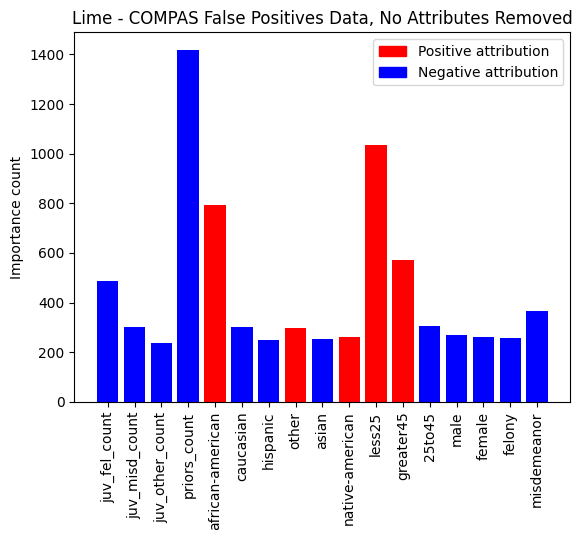 Lime - COMPAS False Positives Data, No Attributes Removed
Positive attribution
Negative attribution
Importance count
1400
1200
1000
800
600
400
200
0
juv_fel_count
juv_misd_count
juv_other_count
priors_count
african-american
caucasian
hispanic
other
asian
native-american
less25
greater45
25to45
male
female
felony
misdemeanor